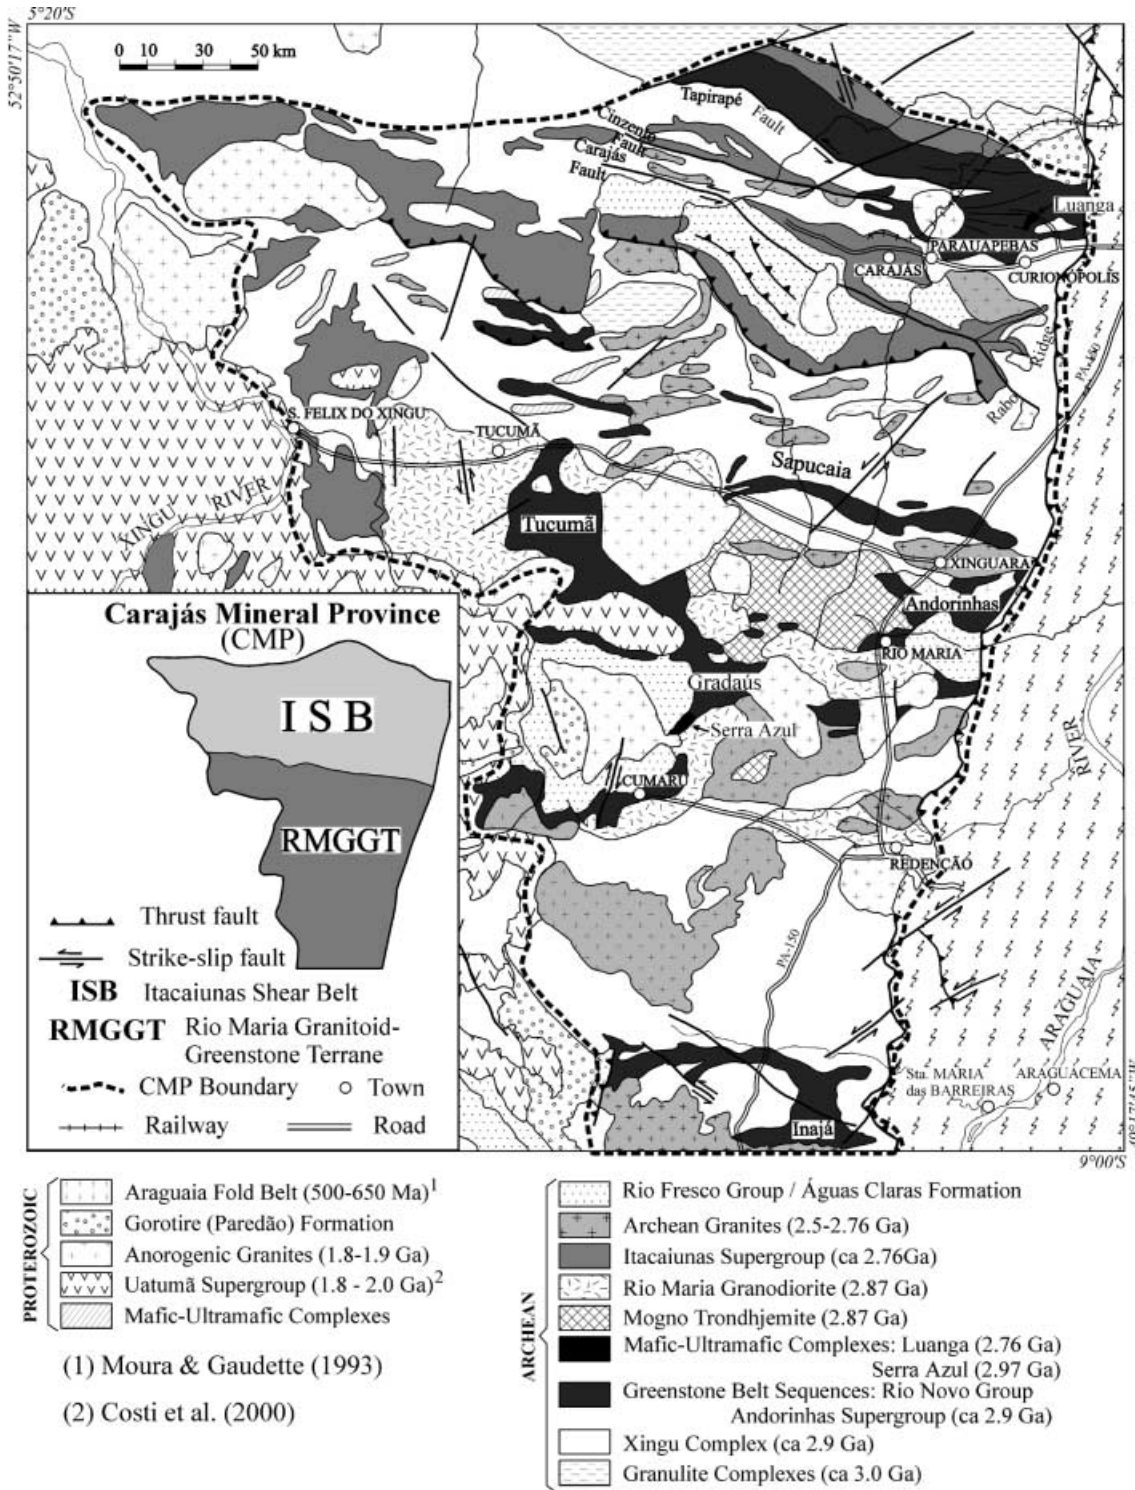 5°20'S
52°50'17"W
0 10 30 50 km
Tapirapé
Fault
Cinzento
Fault
Carajás
Fault
Luanga
PARAUAPEBAS
CARAJÁS
CURIONÓPOLIS
Ridge
Rabo
PA-150
S. FELIX DO XINGU
TUCUMÃ
Sapucaia
XINGU RIVER
Tucumã
XINGUARA
Andorinhas
RIO MARIA
Gradaús
Serra Azul
CUMARU
REDENÇÃO
PA-150
RIVER
ARAGUAIA
Sta. MARIA
das BARREIRAS
ARAGUACEMA
Inajá
9°00'S
Carajás Mineral Province
(CMP)
I S B
RMGGT
Thrust fault
Strike-slip fault
ISB Itacaiunas Shear Belt
RMGGT Rio Maria Granitoid-
Greenstone Terrane
CMP Boundary
Town
Railway
Road
PROTEROZOIC
Araguaia Fold Belt (500-650 Ma)1
Gorotire (Paredão) Formation
Anorogenic Granites (1.8-1.9 Ga)
Uatumã Supergroup (1.8 - 2.0 Ga)2
Mafic-Ultramafic Complexes
(1) Moura & Gaudette (1993)
(2) Costi et al. (2000)
ARCHEAN
Rio Fresco Group / Águas Claras Formation
Archean Granites (2.5-2.76 Ga)
Itacaiunas Supergroup (ca 2.76Ga)
Rio Maria Granodiorite (2.87 Ga)
Mogno Trondhjemite (2.87 Ga)
Mafic-Ultramafic Complexes: Luanga (2.76 Ga)
Serra Azul (2.97 Ga)
Greenstone Belt Sequences: Rio Novo Group
Andorinhas Supergroup (ca 2.9 Ga)
Xingu Complex (ca 2.9 Ga)
Granulite Complexes (ca 3.0 Ga)